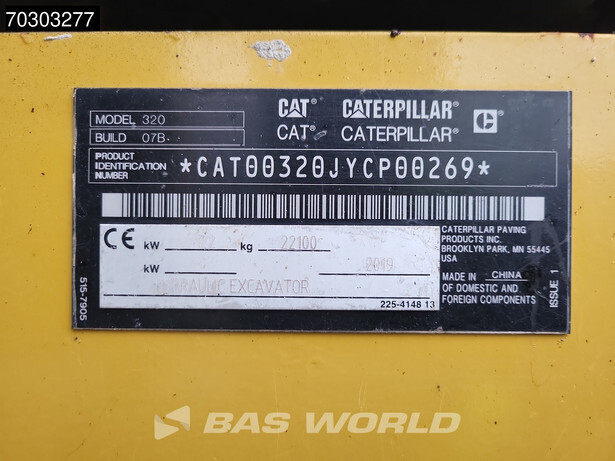 70303277
CAT® CATERPILLAR® C
CAT® CATERPILLAR®
MODEL 320
BUILD 07B
PRODUCT IDENTIFICATION NUMBER *CAT00320JYCP00269*
CE kW kg 22100
kW 2019
EXCAVATOR
225-4148 13
515-7905
CATERPILLAR PAVING
PRODUCTS INC.
BROOKLYN PARK, MN 55445
USA
MADE IN CHINA
OF DOMESTIC AND
FOREIGN COMPONENTS
ISSUE 1
BAS WORLD